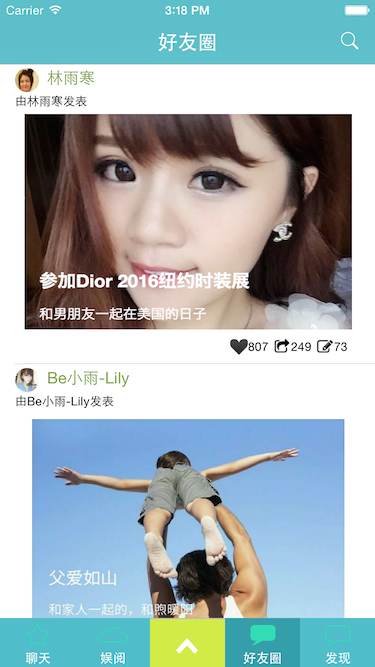 Carrier 3:18 PM
好友圈
林雨寒
由林雨寒发表
参加Dior 2016纽约时装展
和男朋友一起在美国的日子
807 249 73
Be小雨-Lily
由Be小雨-Lily发表
父爱如山
和家人一起的，和煦暖阳
聊天 娱阅 好友圈 发现